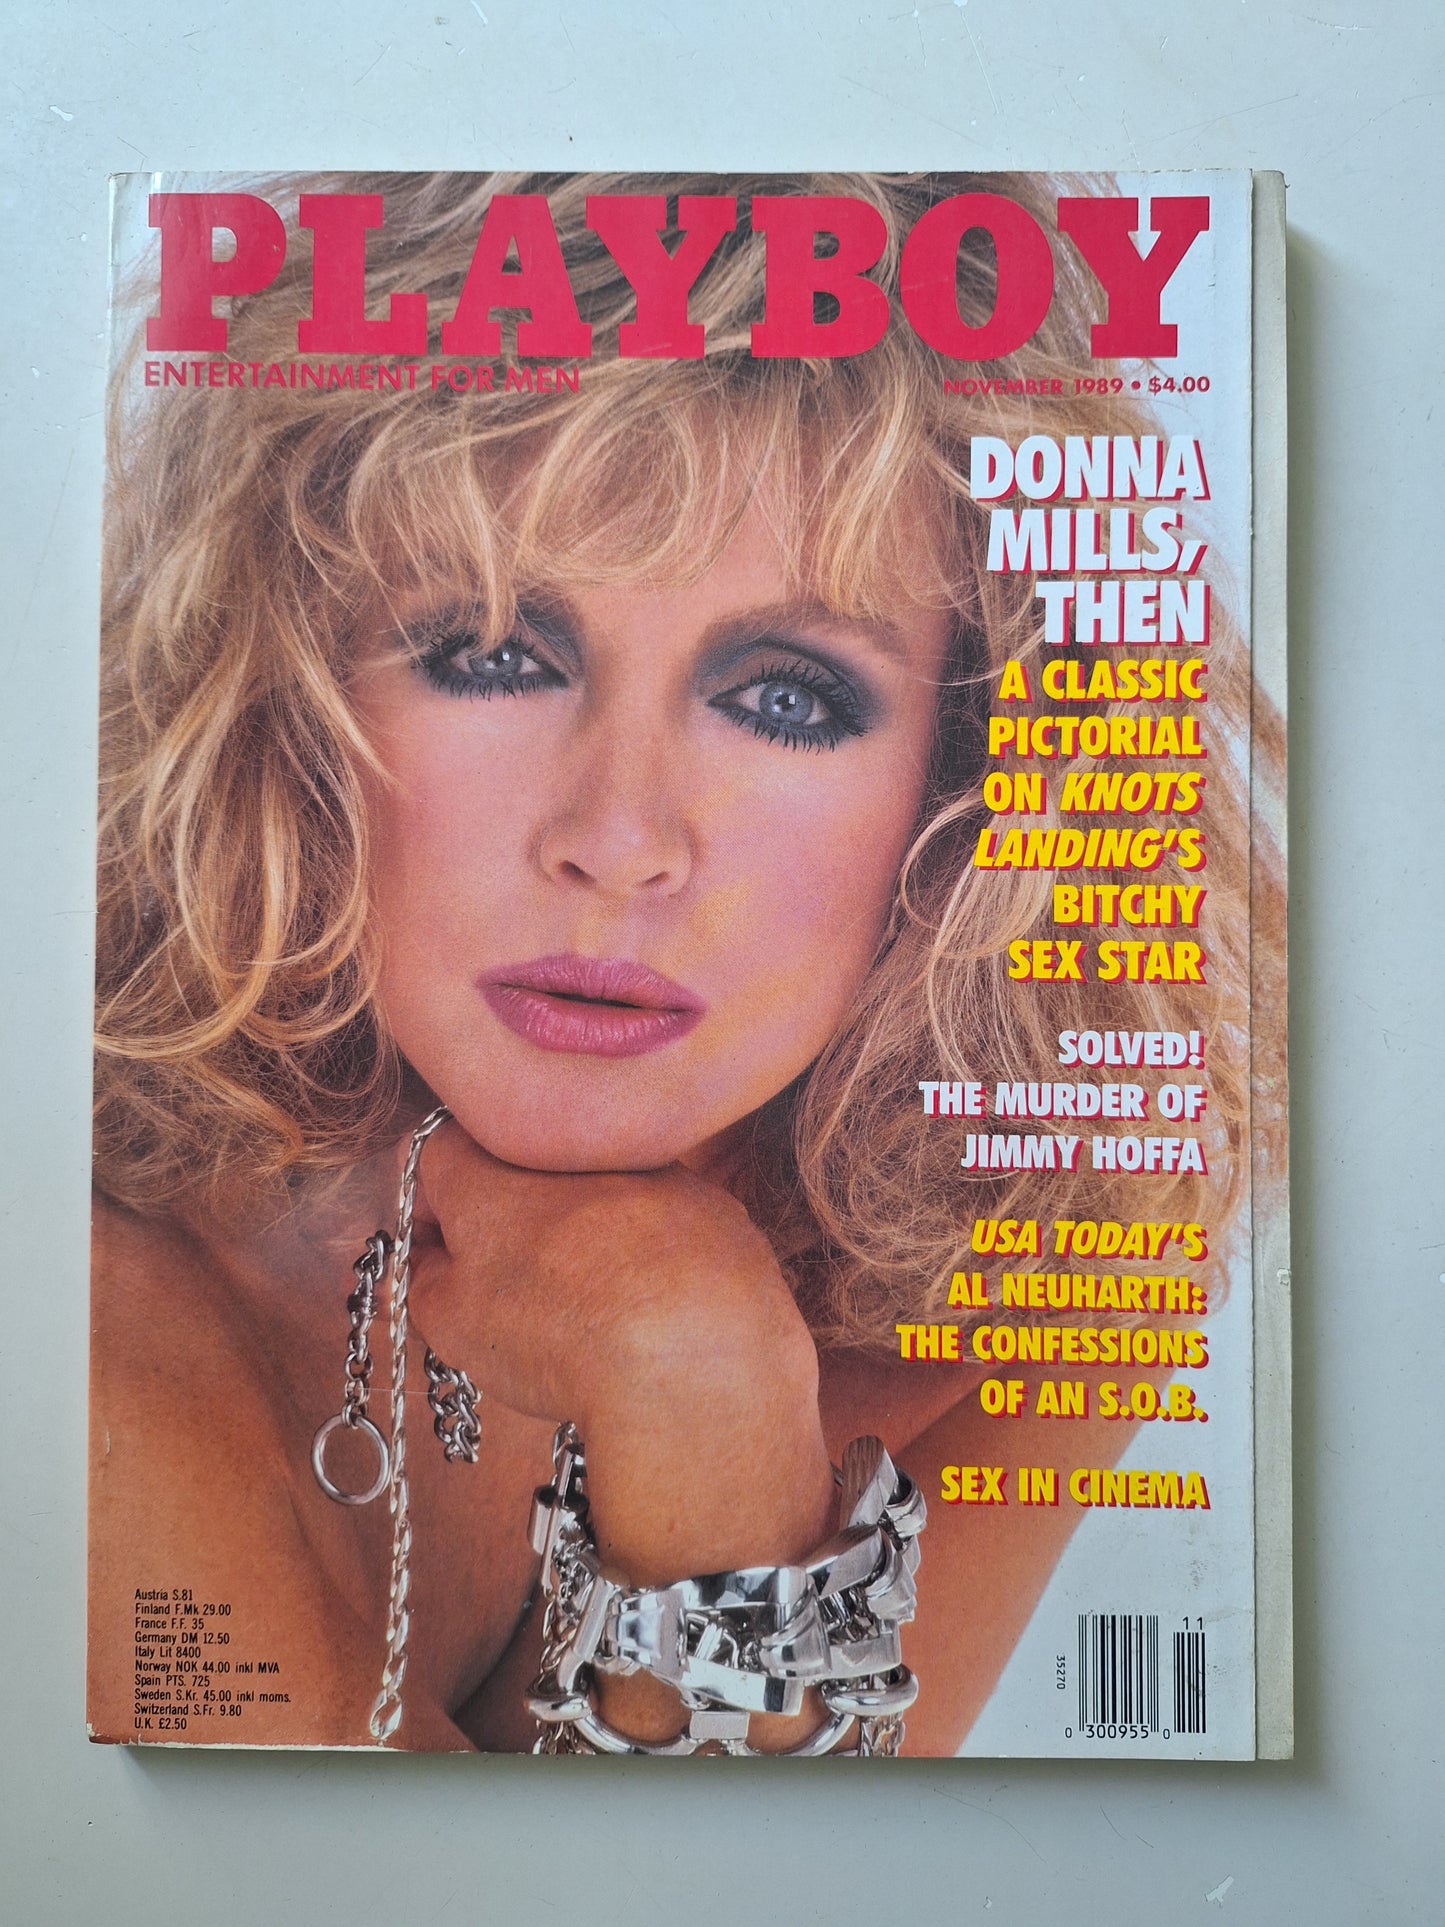 PLAYBOY
ENTERTAINMENT FOR MEN
NOVEMBER 1989 • $4.00
DONNA
MILLS,
THEN
A CLASSIC
PICTORIAL
ON KNOTS
LANDING'S
BITCHY
SEX STAR
SOLVED!
THE MURDER OF
JIMMY HOFFA
USA TODAY'S
AL NEUHARTH:
THE CONFESSIONS
OF AN S.O.B.
SEX IN CINEMA
Austria S.81
Finland F.Mk 29.00
France F.F. 35
Germany DM 12.50
Italy Lit 8400
Norway NOK 44.00 inkl MVA
Spain PTS. 725
Sweden S.Kr. 45.00 inkl moms.
Switzerland S.Fr. 9.80
U.K. £2.50
35270
11
0 300955 0